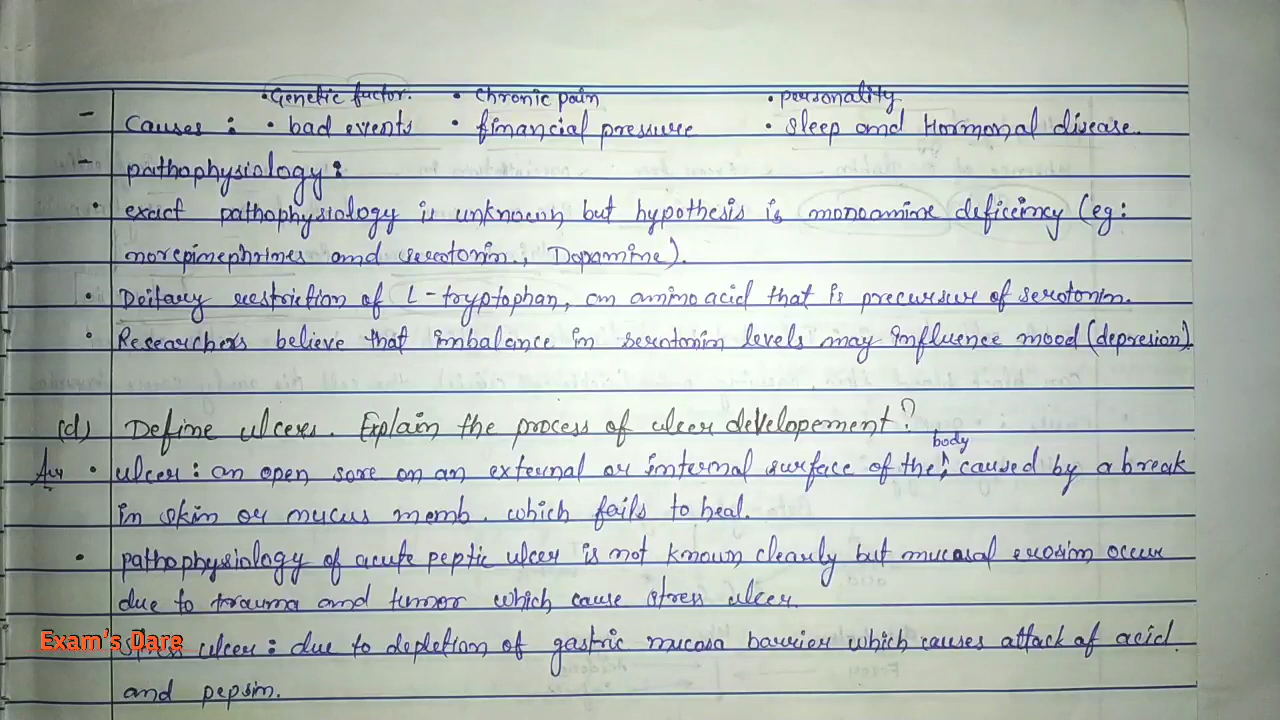 • Genetic factor. • chronic pain • personality
- Causes : • bad events • financial pressure • sleep and Hormonal disease.
- pathophysiology :
• exact pathophysiology is unknown but hypothesis is monoamine deficeincy (eg:
norepinephrines and serotonin, Dopamine).
• Deitary restriction of L-tryptophan, an amino acid that is precursur of serotonin.
• Researchers believe that imbalance in serotonin levels may influence mood (depresion).
(d) Define ulcers. Explain the process of ulcer developement?
body
Ans • ulcer : an open sore on an external or internal surface of the, caused by a break
in skin or mucus memb. which fails to heal.
• pathophysiology of acute peptic ulcer is not known clearly but mucosal erosion occur
due to trauma and tumor which cause stress ulcer.
Exam's Dare
stress ulcer : due to depletion of gastric mucosa barrier which causes attack of acid
and pepsin.